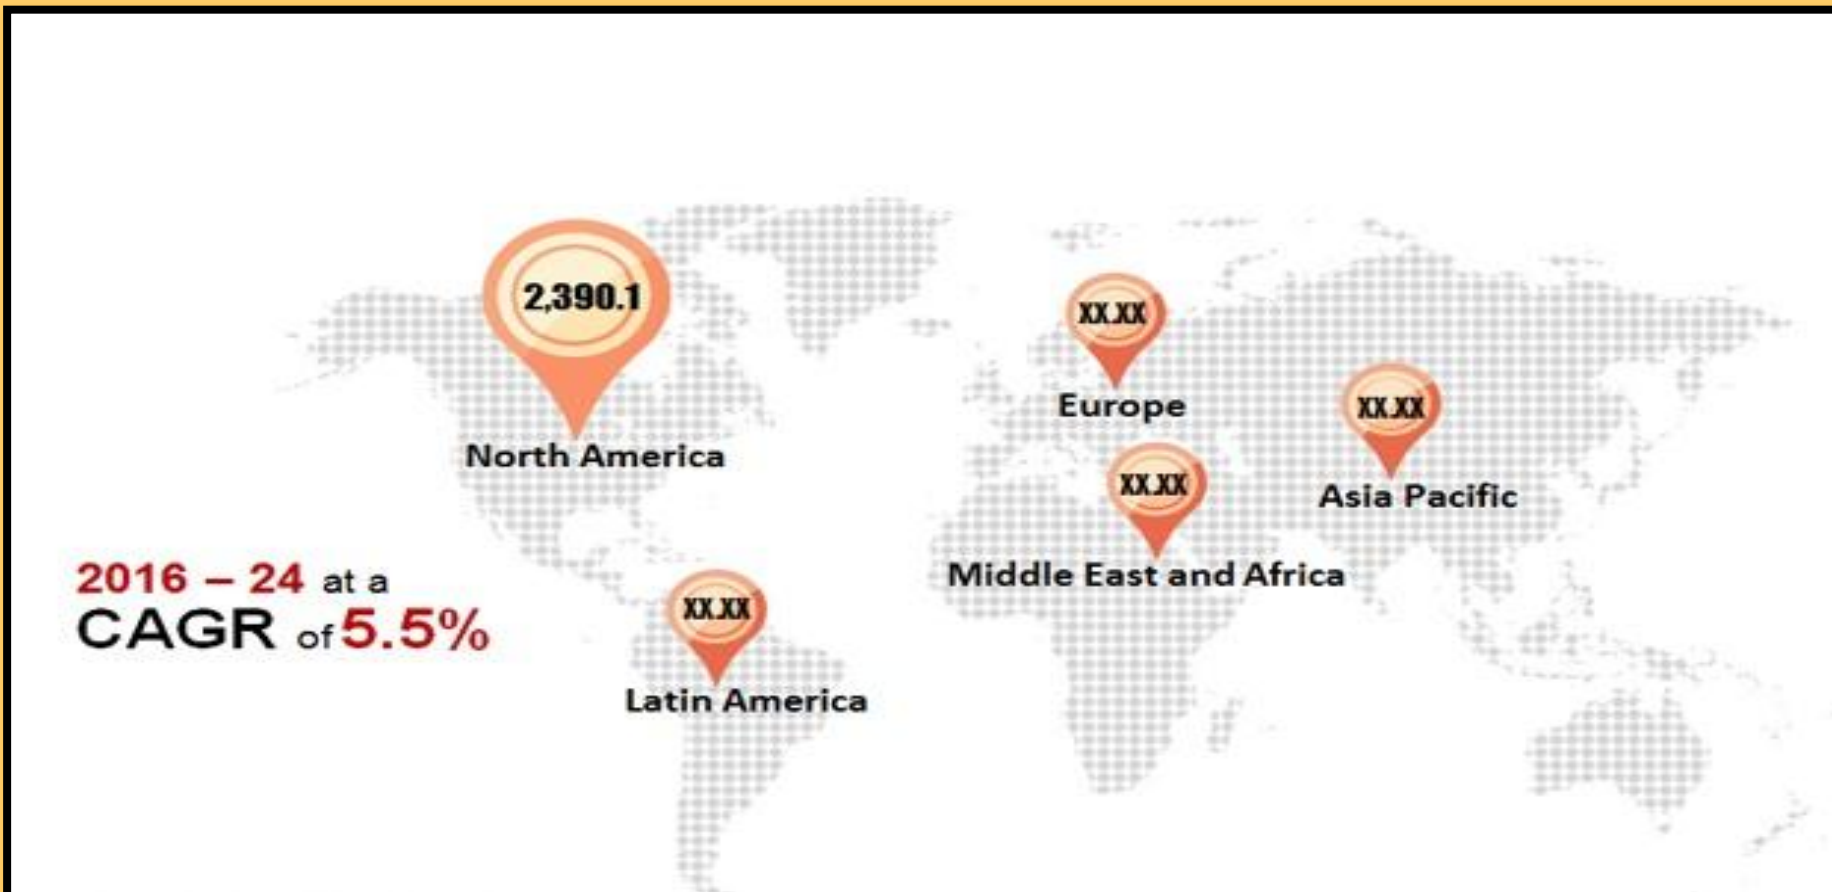 2,390.1
North America
XX.XX
Europe
XX.XX
Asia Pacific
XX.XX
Middle East and Africa
2016 – 24 at a
CAGR of 5.5%
XX.XX
Latin America